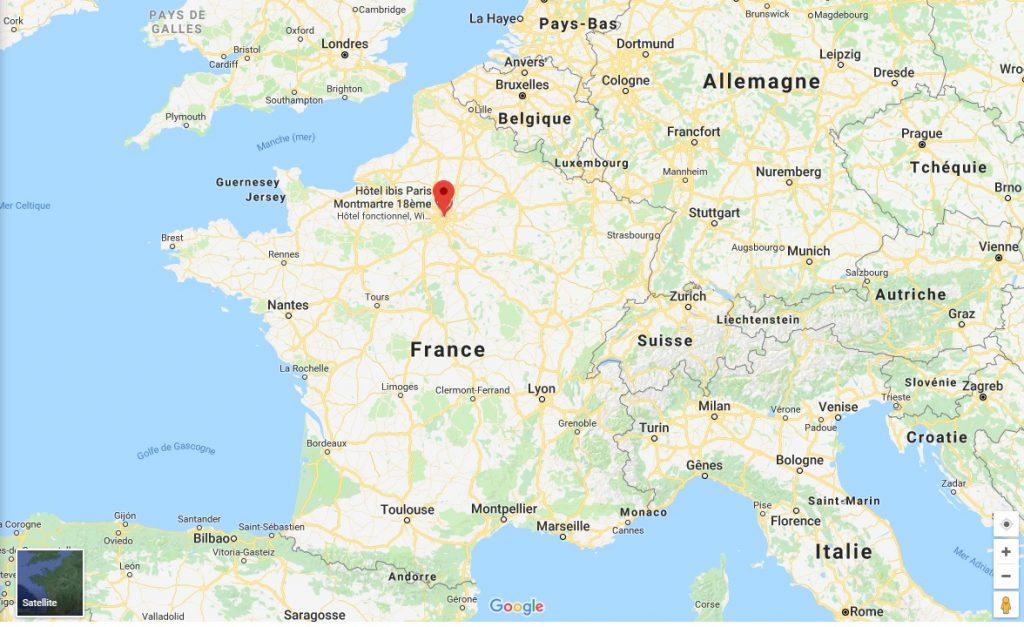 Cork
PAYS DE
GALLES
Cambridge
Oxford
Bristol
Cardiff
Londres
Southampton
Brighton
Plymouth
La Haye
Pays-Bas
Brunswick
Magdebourg
Dortmund
Leipzig
Anvers
Bruxelles
Cologne
Allemagne
Dresde
Wro
Lille
Belgique
Manche (mer)
Francfort
Prague
Luxembourg
Mannheim
Nuremberg
Tchéquie
Guernesey
Jersey
Brno
Mer Celtique
Hôtel ibis Paris
Montmartre 18ème
Hôtel fonctionnel, Wi...
Stuttgart
Strasbourg
Augsbourg
Munich
Vienne
Brest
Rennes
Salzbourg
Nantes
Tours
Zurich
Liechtenstein
Autriche
Graz
France
Suisse
La Rochelle
Limoges
Clermont-Ferrand
Lyon
Slovénie
Zagreb
Milan
Vérone
Venise
Trieste
Padoue
Grenoble
Turin
Croatie
Bordeaux
Golfe de Gascogne
Gênes
Bologne
Zadar
Toulouse
Montpellier
Marseille
Monaco
Cannes
Pise
Saint-Marin
Florence
La Corogne
Gijón
Oviedo
Santander
Bilbao
Saint-Sébastien
Vitoria-Gasteiz
Italie
Mer Adriati
León
Andorre
Gérone
Satellite
Valladolid
Saragosse
Google
Corse
Rome
Vigo